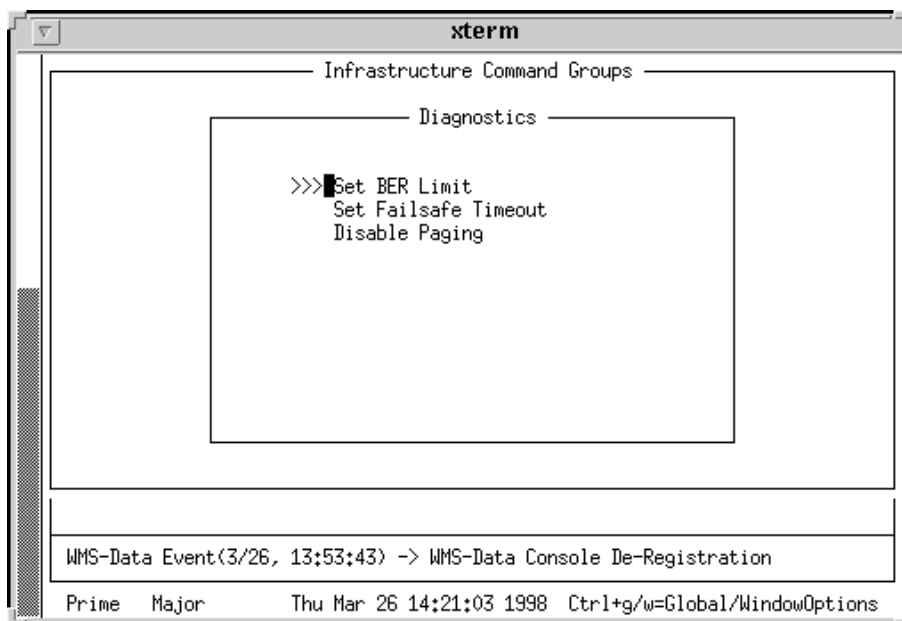 xterm
Infrastructure Command Groups
Diagnostics
>>> Set BER Limit
Set Failsafe Timeout
Disable Paging
WMS-Data Event(3/26, 13:53:43) -> WMS-Data Console De-Registration
Prime Major Thu Mar 26 14:21:03 1998 Ctrl+g/w=Global/WindowOptions